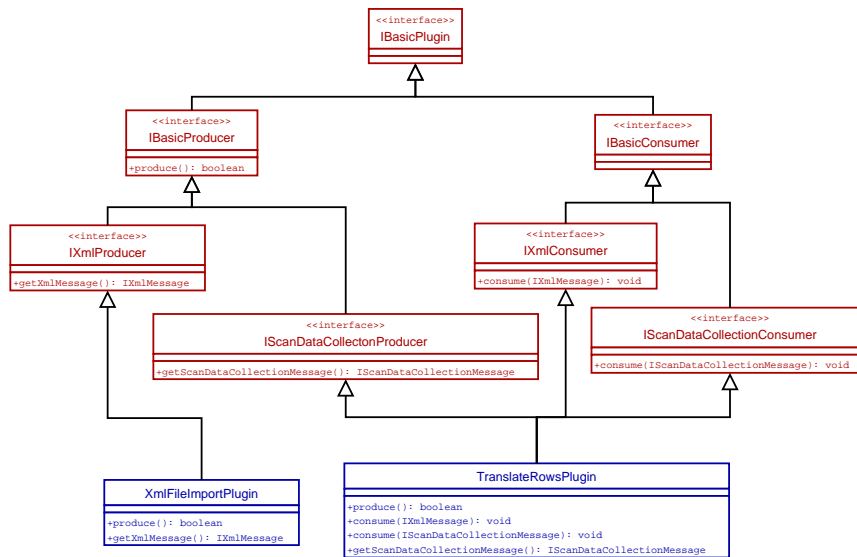 <<interface>>
IBasicPlugin
<<interface>>
IBasicProducer
+produce(): boolean
<<interface>>
IBasicConsumer
<<interface>>
IXmlProducer
+getXmlMessage(): IXmlMessage
<<interface>>
IXmlConsumer
+consume(IXmlMessage): void
<<interface>>
IScanDataCollectonProducer
+getScanDataCollectionMessage(): IScanDataCollectionMessage
<<interface>>
IScanDataCollectionConsumer
+consume(IScanDataCollectionMessage): void
XmlFileImportPlugin
+produce(): boolean
+getXmlMessage(): IXmlMessage
TranslateRowsPlugin
+produce(): boolean
+consume(IXmlMessage): void
+consume(IScanDataCollectionMessage): void
+getScanDataCollectionMessage(): IScanDataCollectionMessage